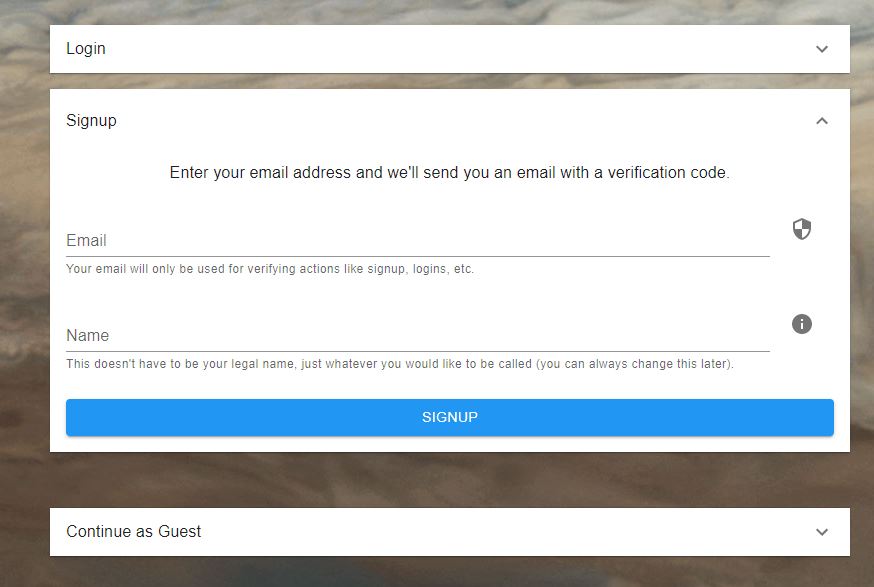 Login
Signup
Enter your email address and we'll send you an email with a verification code.
Email
Your email will only be used for verifying actions like signup, logins, etc.
Name
This doesn't have to be your legal name, just whatever you would like to be called (you can always change this later).
SIGNUP
Continue as Guest